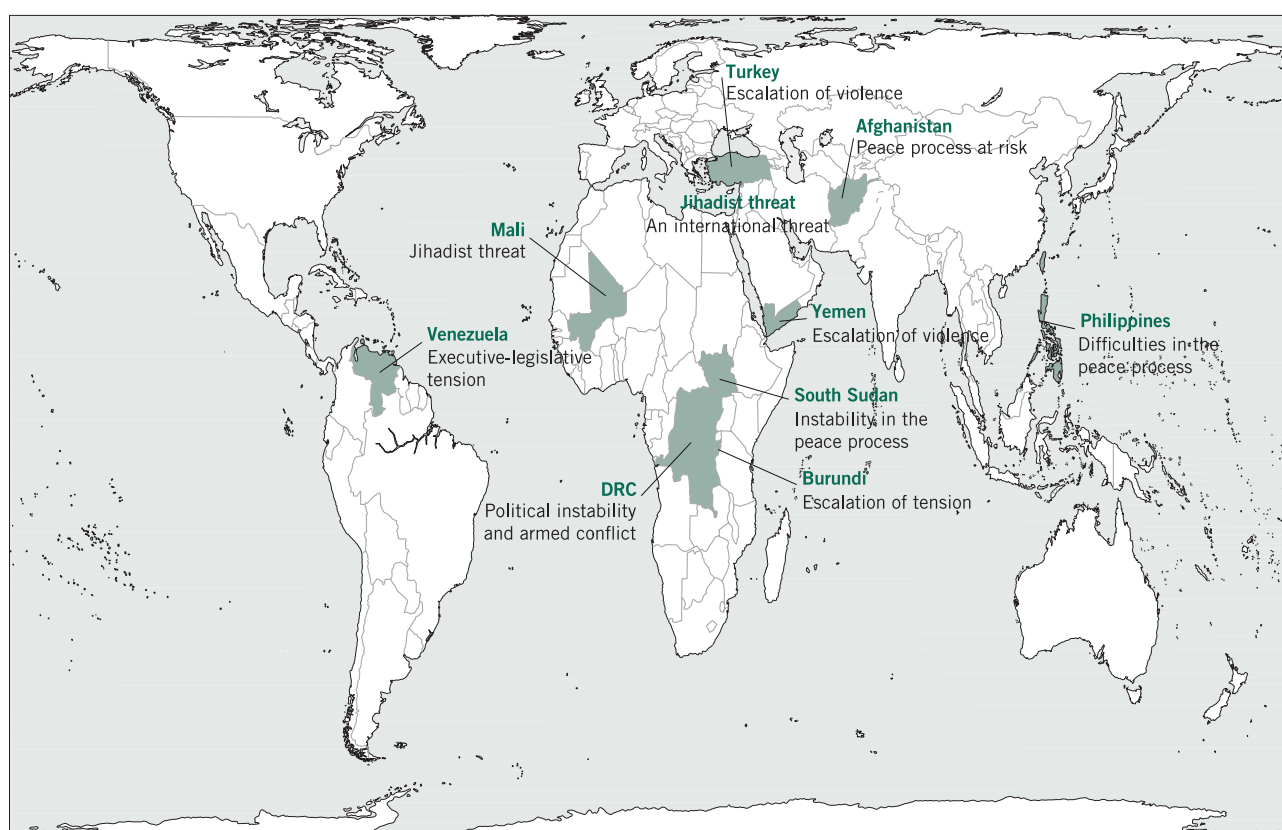 Turkey
Escalation of violence
Afghanistan
Peace process at risk
Jihadist threat
An international threat
Mali
Jihadist threat
Yemen
Escalation of violence
Philippines
Difficulties in the
peace process
Venezuela
Executive-legislative
tension
South Sudan
Instability in the
peace process
Burundi
Escalation of tension
DRC
Political instability
and armed conflict